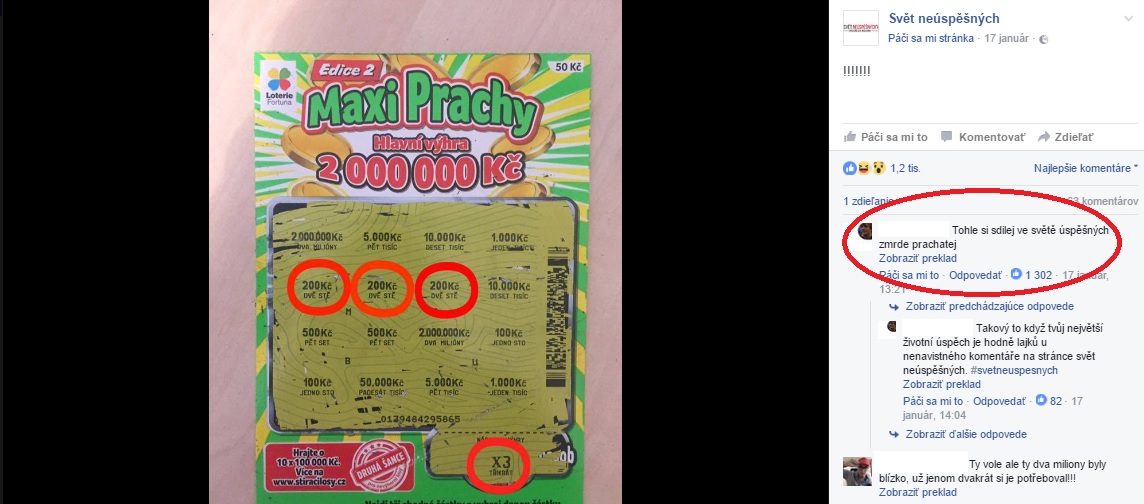 50 Kč
Edice 2
Loterie
Fortuna
Maxi Prachy
Hlavní výhra
2 000 000 Kč
2.000.000Kč 5.000Kč 10.000Kč 1.000Kč
DVA MILIÓNY PĚT TISÍC DESET TISÍC JEDEN TISÍC
200Kč 200Kč 200Kč 10.000Kč
DVĚ STĚ DVĚ STĚ DVĚ STĚ DESET TISÍC
M
500Kč 500Kč 2.000.000Kč 100Kč
PĚT SET PĚT SET DVA MILIÓNY JEDNO STO
B U
100Kč 50.000Kč 5.000Kč 1.000Kč
JEDNO STO PADESÁT TISÍC PĚT TISÍC JEDEN TISÍC
0179484295865
X3
TŘIKRÁT
Hrajte o
10 x 100 000 Kč.
Více na
www.stiracilosy.cz
DRUHÁ ŠANCE
Svět neúspěšných
Páči sa mi stránka · 17 január ·
!!!!!!!
Páči sa mi to Komentovať Zdieľať
1,2 tis. Najlepšie komentáre
1 zdieľanie komentárov
Tohle si sdilej ve světě úspěšných
zmrde prachatej
Zobraziť preklad
Páči sa mi to · Odpovedať · 1 302 · 17 január,
13:21
Zobraziť predchádzajúce odpovede
Takový to když tvůj největší
životní úspěch je hodně lajků u
nenavistného komentáře na stránce svět
neúspěšných. #svetneuspesnych
Zobraziť preklad
Páči sa mi to · Odpovedať · 82 · 17
január, 14:04
Zobraziť ďalšie odpovede
Ty vole ale ty dva miliony byly
blízko, už jenom dvakrát si je potřeboval!!!
Zobraziť preklad